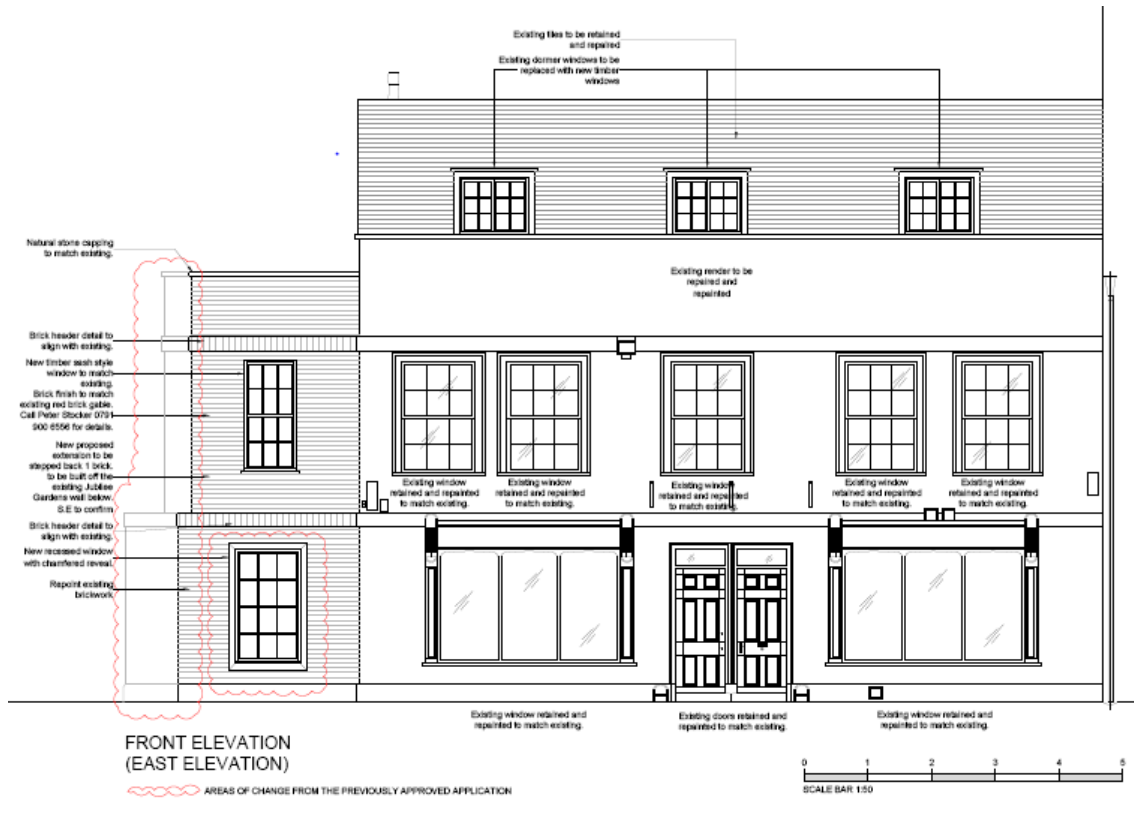 Existing tiles to be retained
and repaired
Existing dormer windows to be
replaced with new timber
windows
Natural stone capping
to match existing.
Existing render to be
repaired and
repainted
Brick header detail to
align with existing.
New timber sash style
window to match
existing.
Brick finish to match
existing red brick gable.
Call Peter Stocker 0791
900 6556 for details.
New proposed
extension to be
stepped back 1 brick.
to be built off the
existing Jubilee
Gardens wall below.
S.E to confirm
Existing window
retained and repainted
to match existing.
Existing window
retained and repainted
to match existing.
Existing window
retained and repainted
to match existing.
Existing window
retained and repainted
to match existing.
Existing window
retained and repainted
to match existing.
Brick header detail to
align with existing.
New recessed window
with chamfered reveal.
Repoint existing
brickwork
Existing window retained and
repainted to match existing.
Existing doors retained and
repainted to match existing.
Existing window retained and
repainted to match existing.
FRONT ELEVATION
(EAST ELEVATION)
AREAS OF CHANGE FROM THE PREVIOUSLY APPROVED APPLICATION
0 1 2 3 4 5
SCALE BAR 1:50